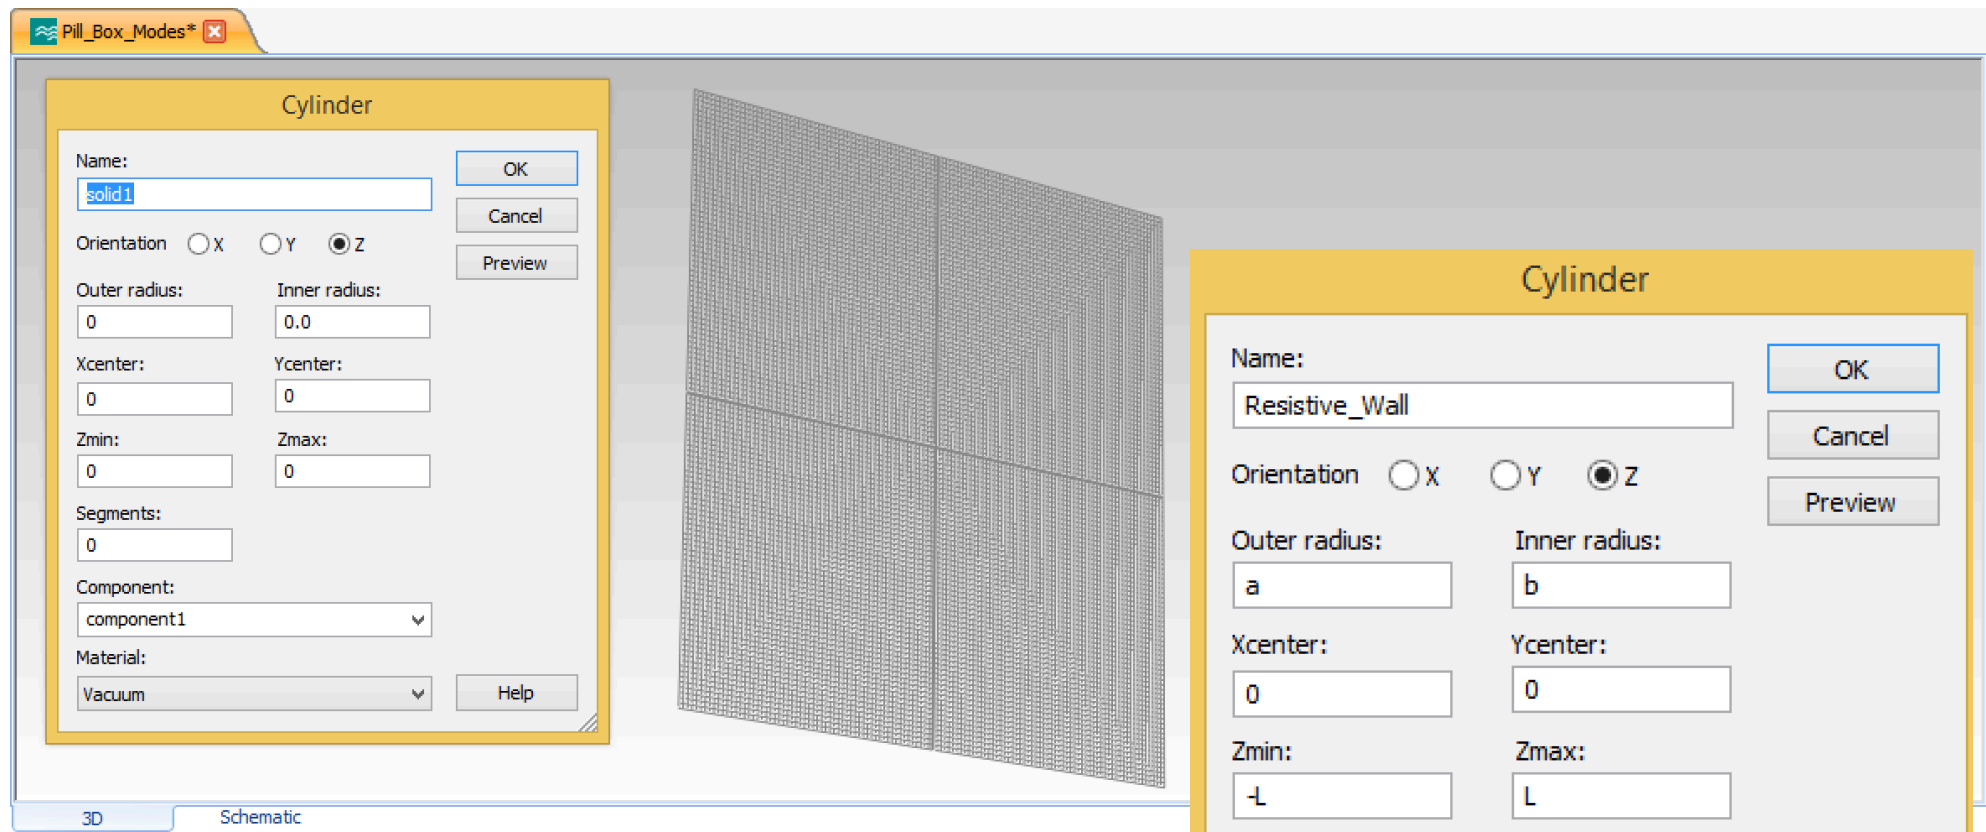 Pill_Box_Modes*
Cylinder
Name:
OK
solid1
Cancel
Orientation X Y Z
Preview
Outer radius: Inner radius:
0 0.0
Xcenter: Ycenter:
0 0
Zmin: Zmax:
0 0
Segments:
0
Component:
component1
Material:
Vacuum Help
Cylinder
Name:
OK
Resistive_Wall
Cancel
Orientation X Y Z
Preview
Outer radius: Inner radius:
a b
Xcenter: Ycenter:
0 0
Zmin: Zmax:
-L L
3D Schematic